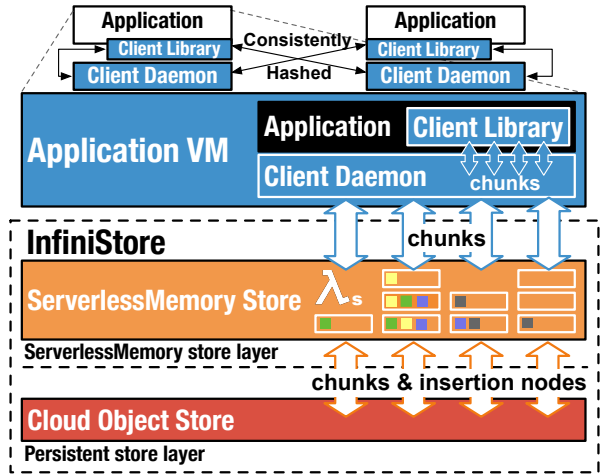 Application
Application
Client Library
Consistently
Client Library
Client Daemon
Hashed
Client Daemon
Application VM
Application
Client Library
Client Daemon
chunks
InfiniStore
chunks
ServerlessMemory Store
λs
ServerlessMemory store layer
chunks & insertion nodes
Cloud Object Store
Persistent store layer